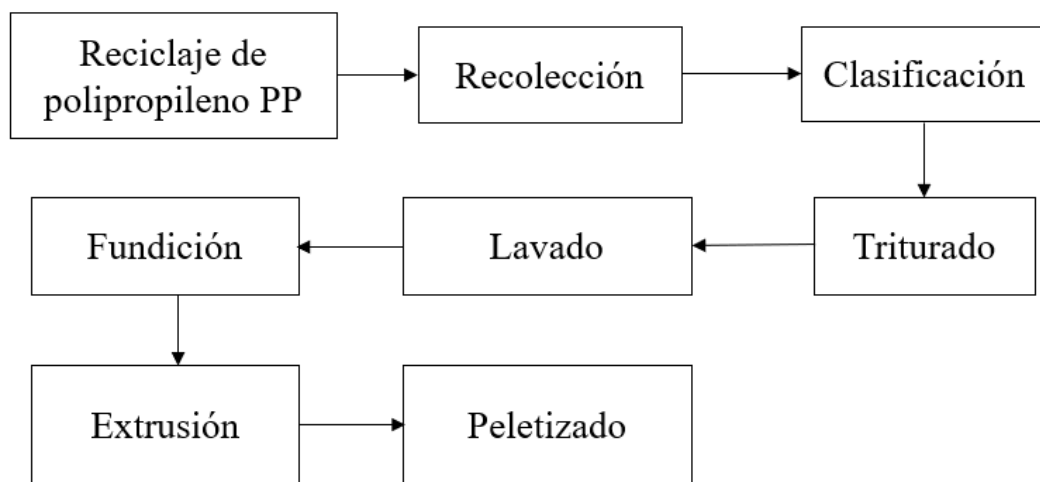 Reciclaje de
polipropileno PP
Recolección
Clasificación
Triturado
Lavado
Fundición
Extrusión
Peletizado